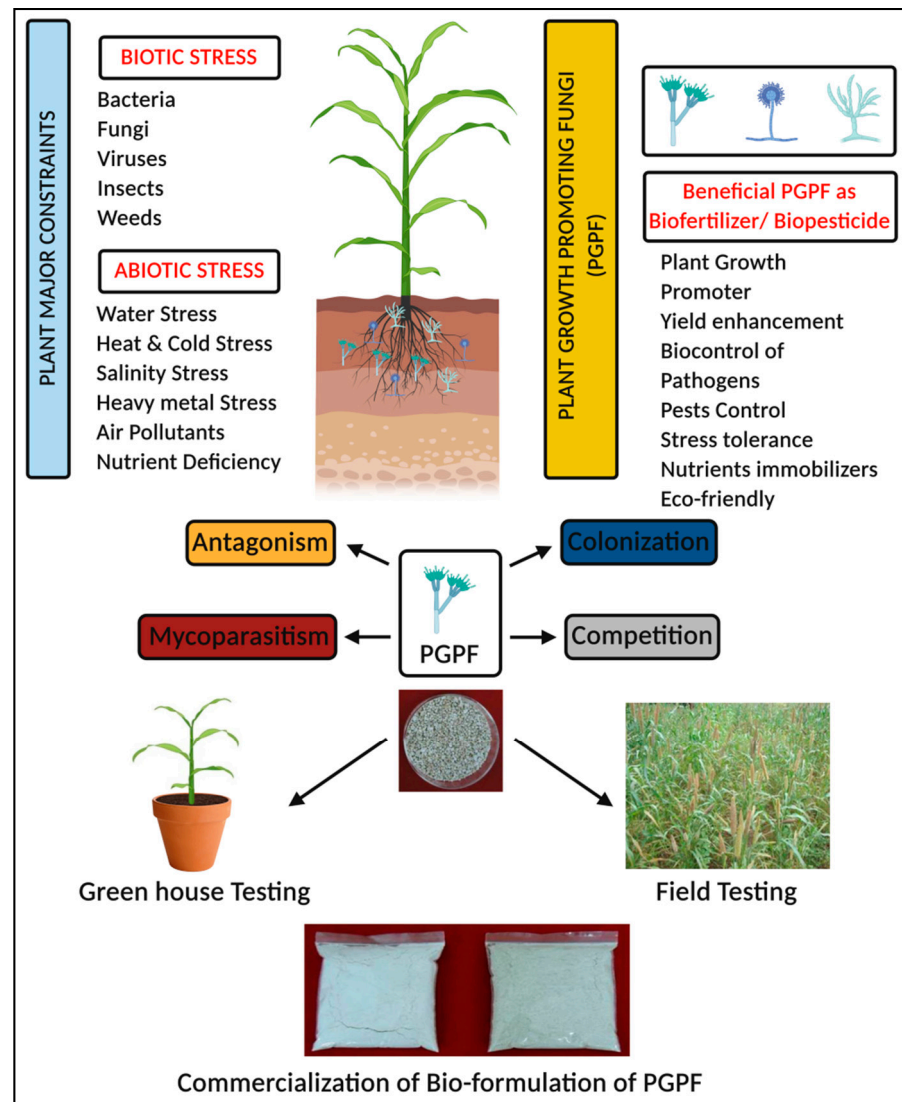 PLANT MAJOR CONSTRAINTS
BIOTIC STRESS
Bacteria
Fungi
Viruses
Insects
Weeds
ABIOTIC STRESS
Water Stress
Heat & Cold Stress
Salinity Stress
Heavy metal Stress
Air Pollutants
Nutrient Deficiency
PLANT GROWTH PROMOTING FUNGI
(PGPF)
Beneficial PGPF as
Biofertilizer/ Biopesticide
Plant Growth
Promoter
Yield enhancement
Biocontrol of
Pathogens
Pests Control
Stress tolerance
Nutrients immobilizers
Eco-friendly
Antagonism
Colonization
Mycoparasitism
PGPF
Competition
Green house Testing
Field Testing
Commercialization of Bio-formulation of PGPF